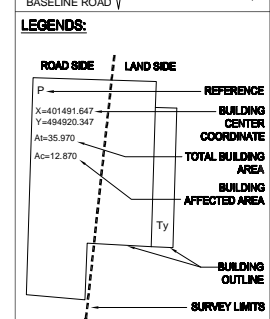 BASELINE ROAD
LEGENDS:
ROAD SIDE
LAND SIDE
P
REFERENCE
X=401491.647
Y=494920.347
BUILDING
CENTER
COORDINATE
At=35.970
TOTAL BUILDING
AREA
Ac=12.870
BUILDING
AFFECTED AREA
Ty
BUILDING
OUTLINE
SURVEY LIMITS